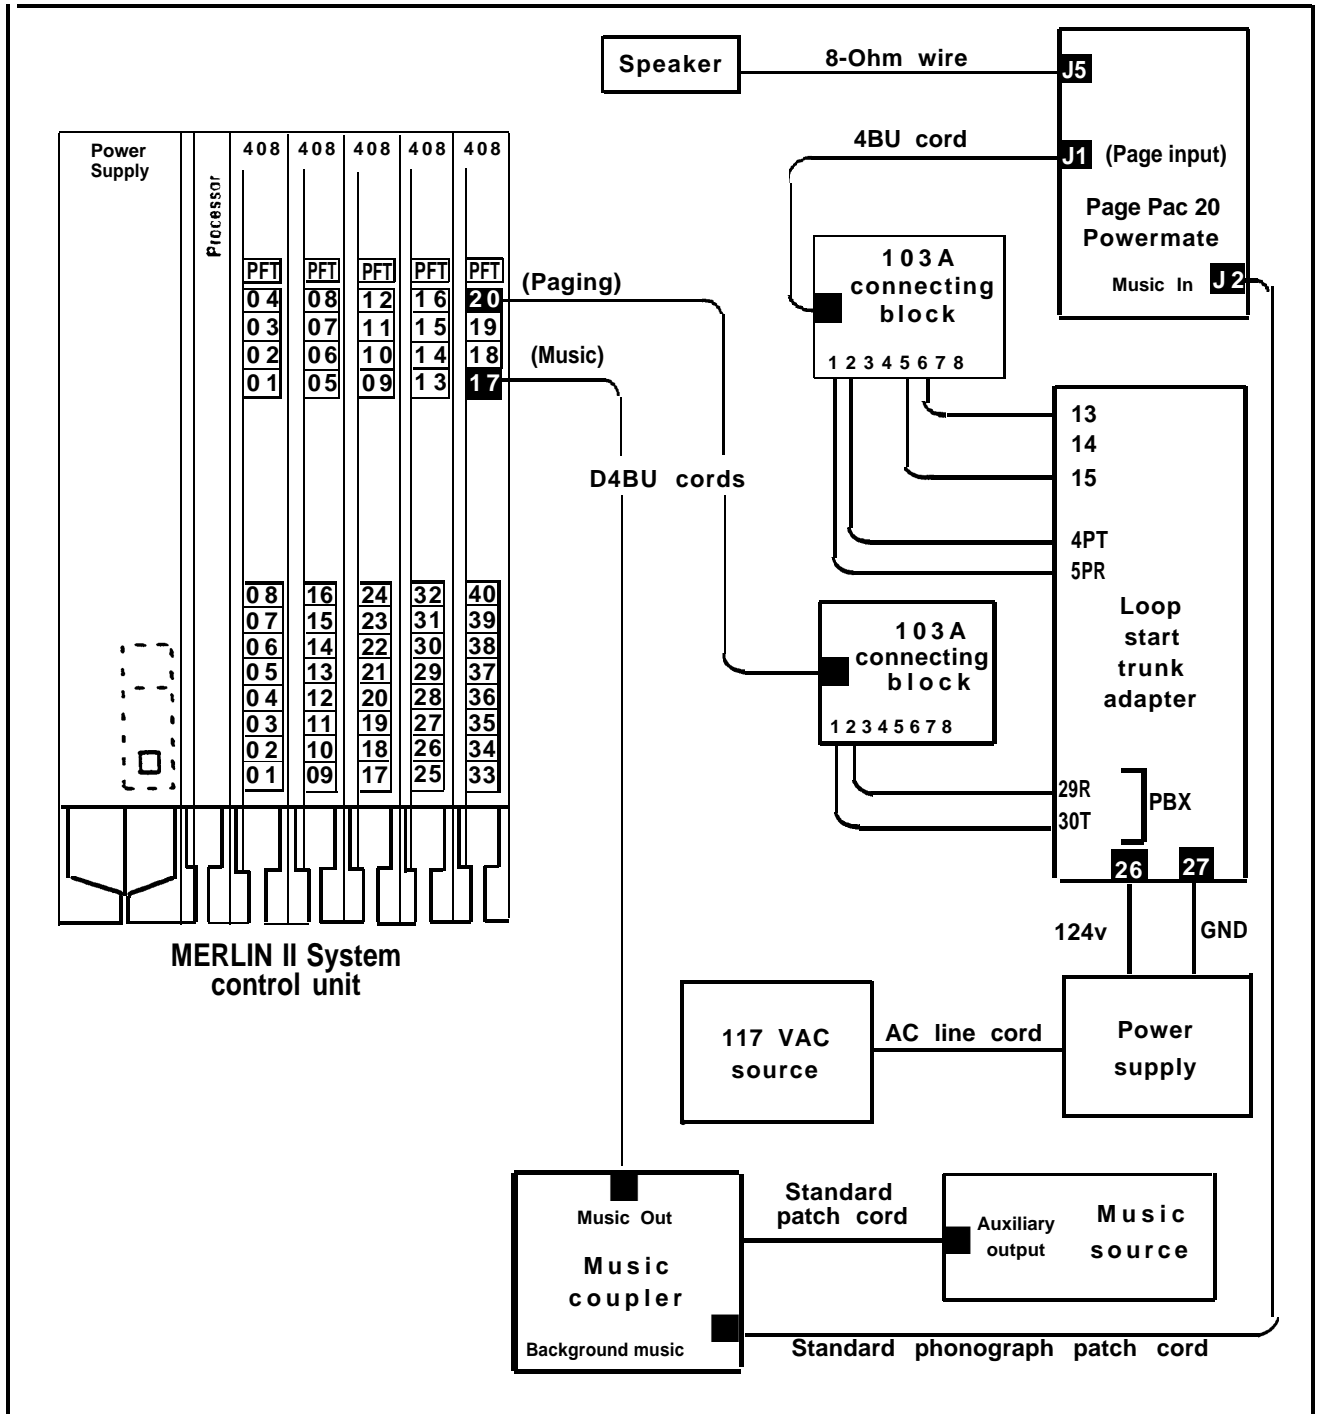 Speaker
8-Ohm wire
J5
4BU cord
J1 (Page input)
Page Pac 20
Powermate
Music In J2
Power
Supply
Processor
408 408 408 408 408
PFT PFT PFT PFT PFT
04 08 12 16 20
03 07 11 15 19
02 06 10 14 18
01 05 09 13 17
(Paging)
(Music)
D4BU cords
103A
connecting
block
1 2 3 4 5 6 7 8
13
14
15
4PT
5PR
Loop
start
trunk
adapter
103A
connecting
block
1 2 3 4 5 6 7 8
29R
30T
PBX
26 27
08 16 24 32 40
07 15 23 31 39
06 14 22 30 38
05 13 21 29 37
04 12 20 28 36
03 11 19 27 35
02 10 18 26 34
01 09 17 25 33
MERLIN II System
control unit
124v
GND
117 VAC
source
AC line cord
Power
supply
Music Out
Music
coupler
Background music
Standard
patch cord
Auxiliary
output
Music
source
Standard phonograph patch cord